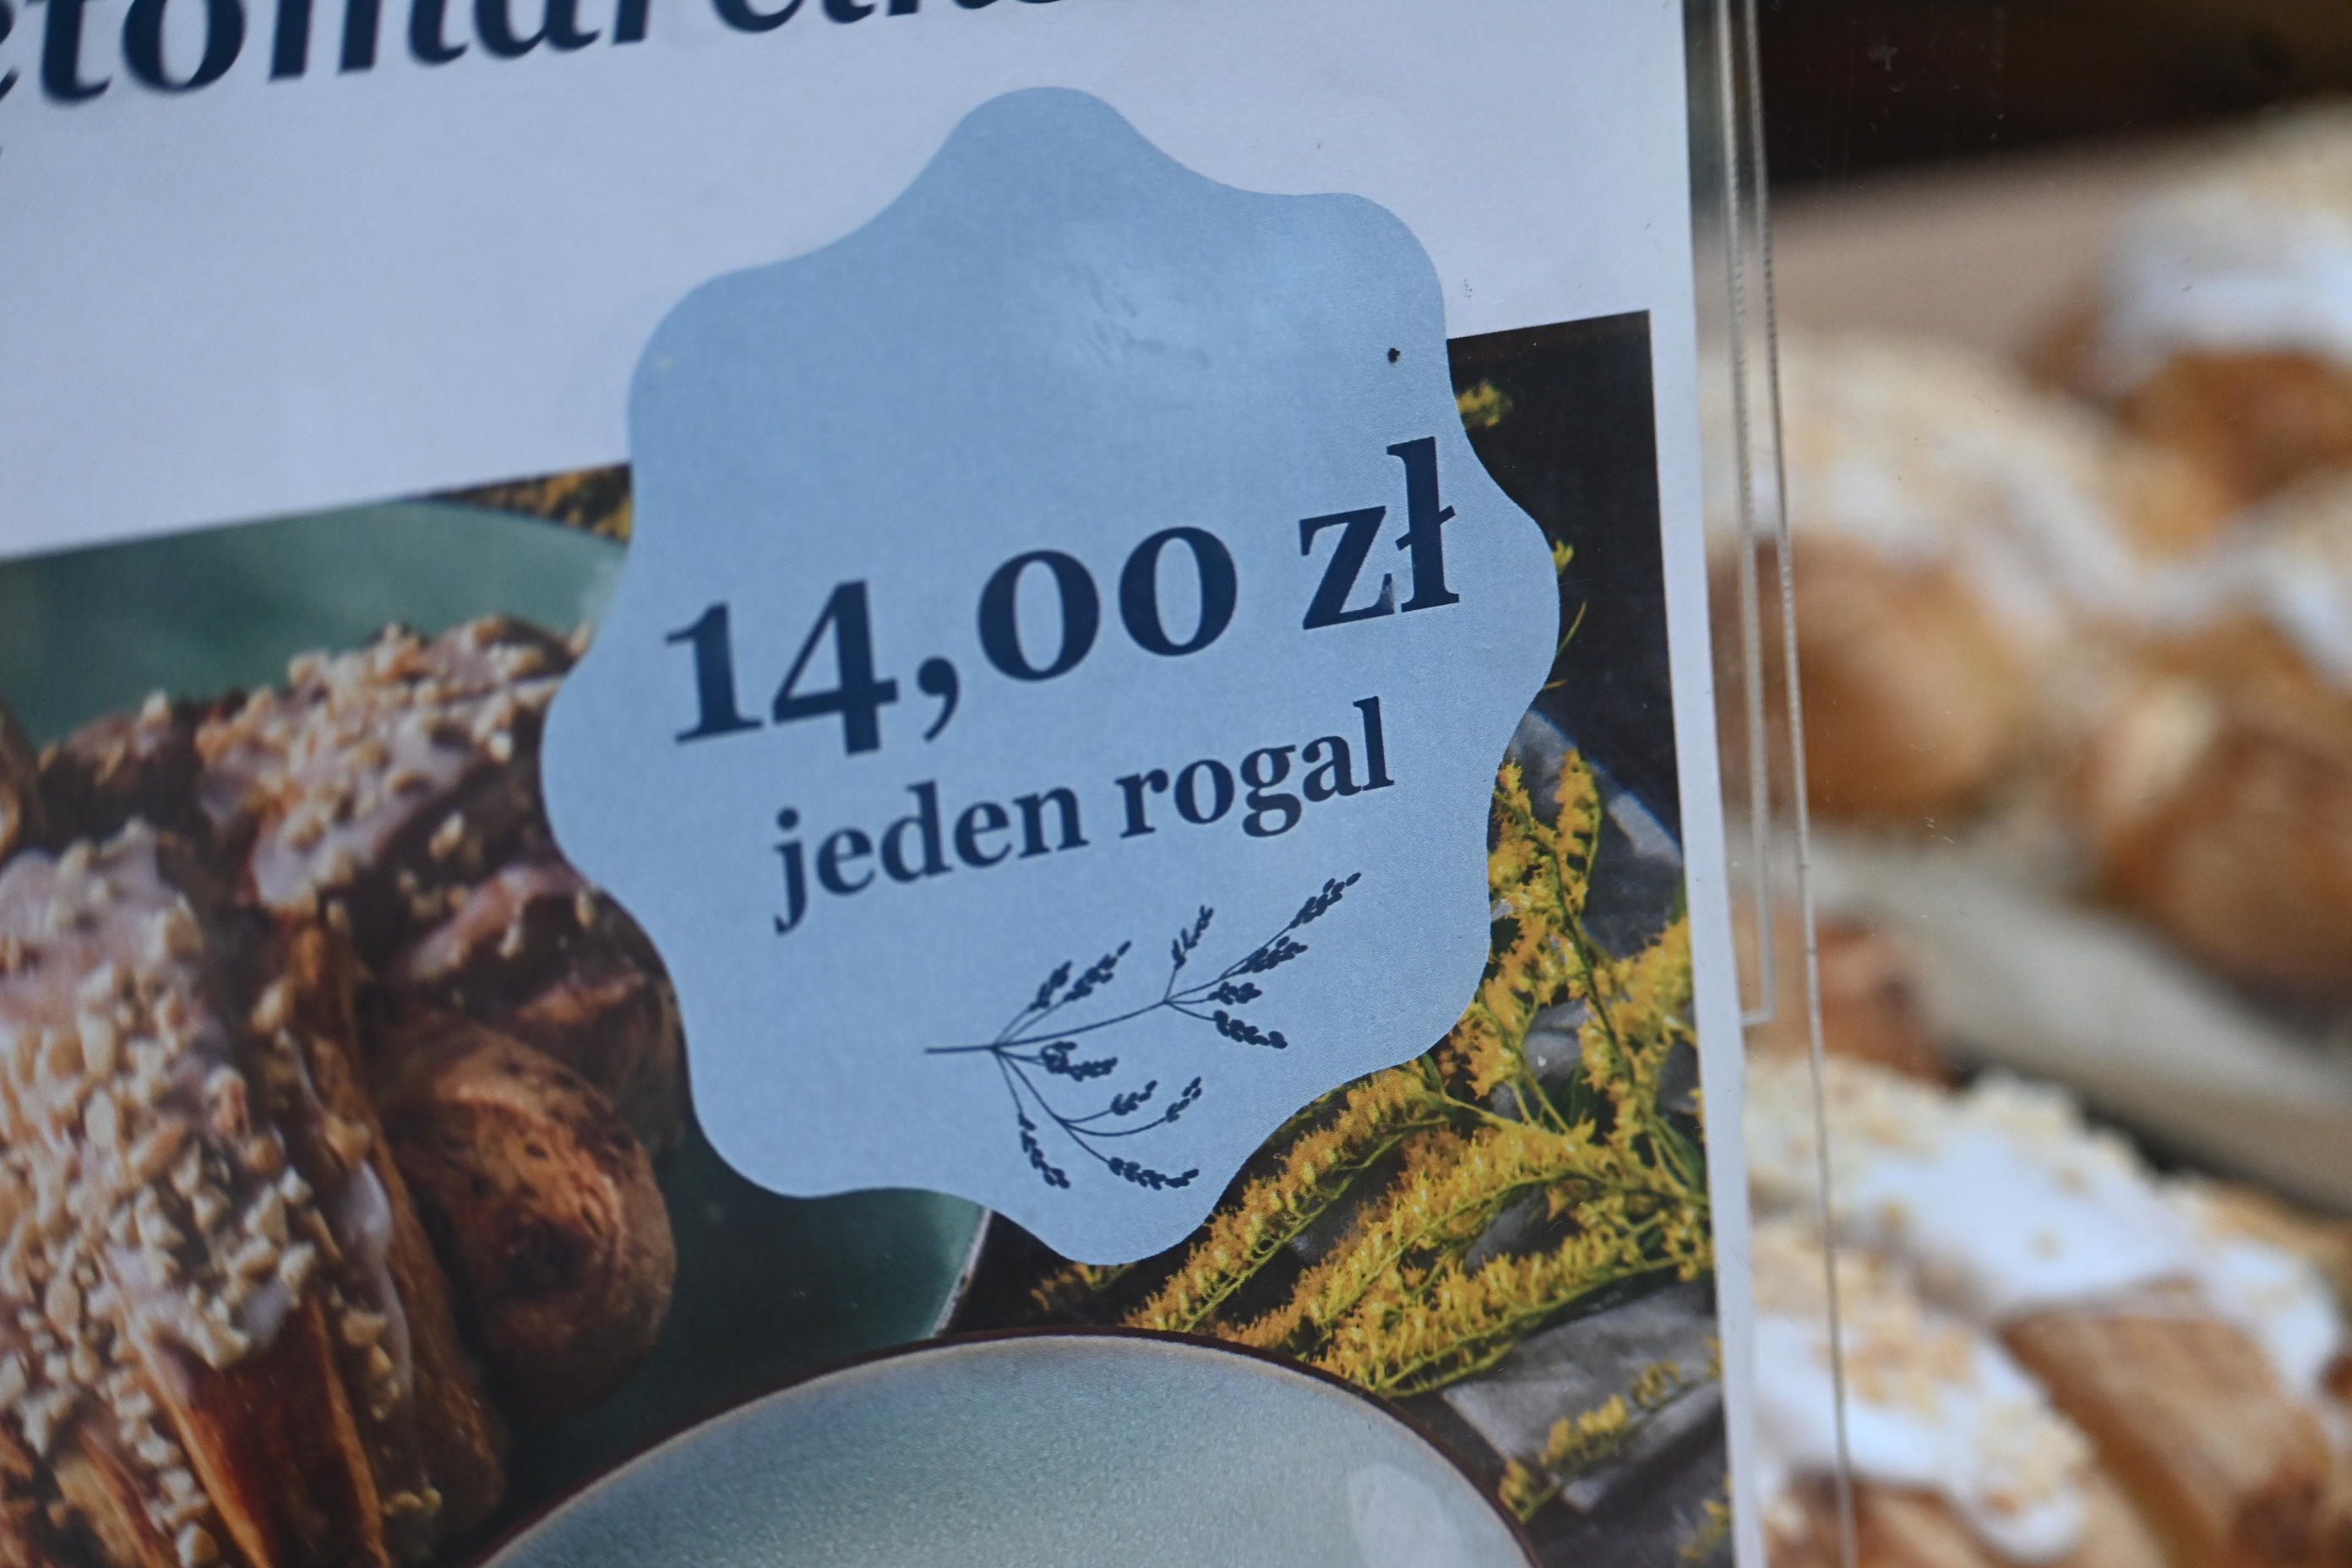 14,00 zł
jeden rogal